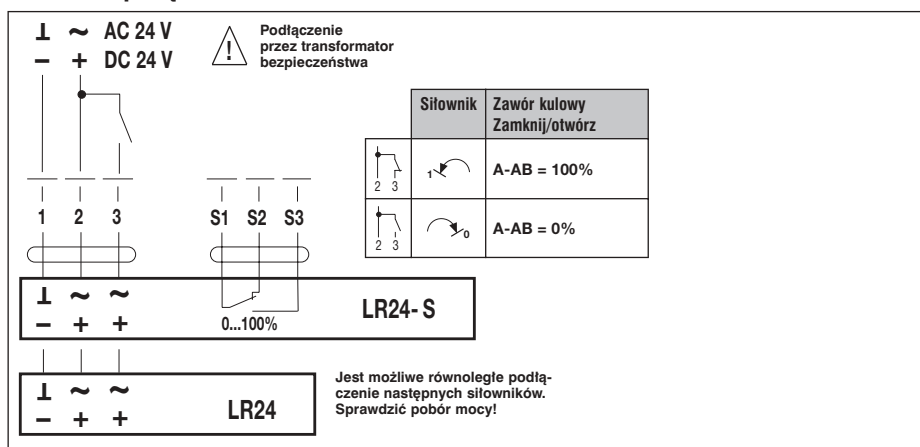 ⊥ ~ AC 24 V
− + DC 24 V
Podłączenie
przez transformator
bezpieczeństwa
Siłownik Zawór kulowy
Zamknij/otwórz
2 3 1 A-AB = 100%
2 3 0 A-AB = 0%
1 2 3 S1 S2 S3
⊥ ~ ~
− + +
0...100%
LR24- S
⊥ ~ ~
− + +
LR24
Jest możliwe równoległe podłą-
czenie następnych siłowników.
Sprawdzić pobór mocy!